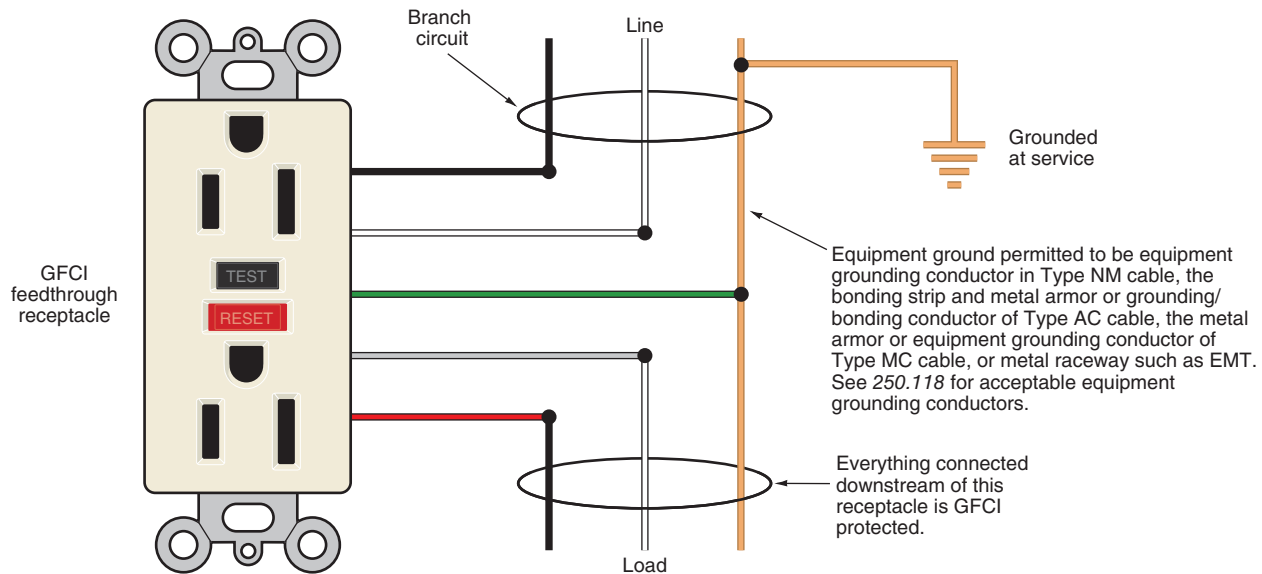 Branch
circuit
Line
Grounded
at service
GFCI
feedthrough
receptacle
TEST
RESET
Equipment ground permitted to be equipment
grounding conductor in Type NM cable, the
bonding strip and metal armor or grounding/
bonding conductor of Type AC cable, the metal
armor or equipment grounding conductor of
Type MC cable, or metal raceway such as EMT.
See 250.118 for acceptable equipment
grounding conductors.
Everything connected
downstream of this
receptacle is GFCI
protected.
Load